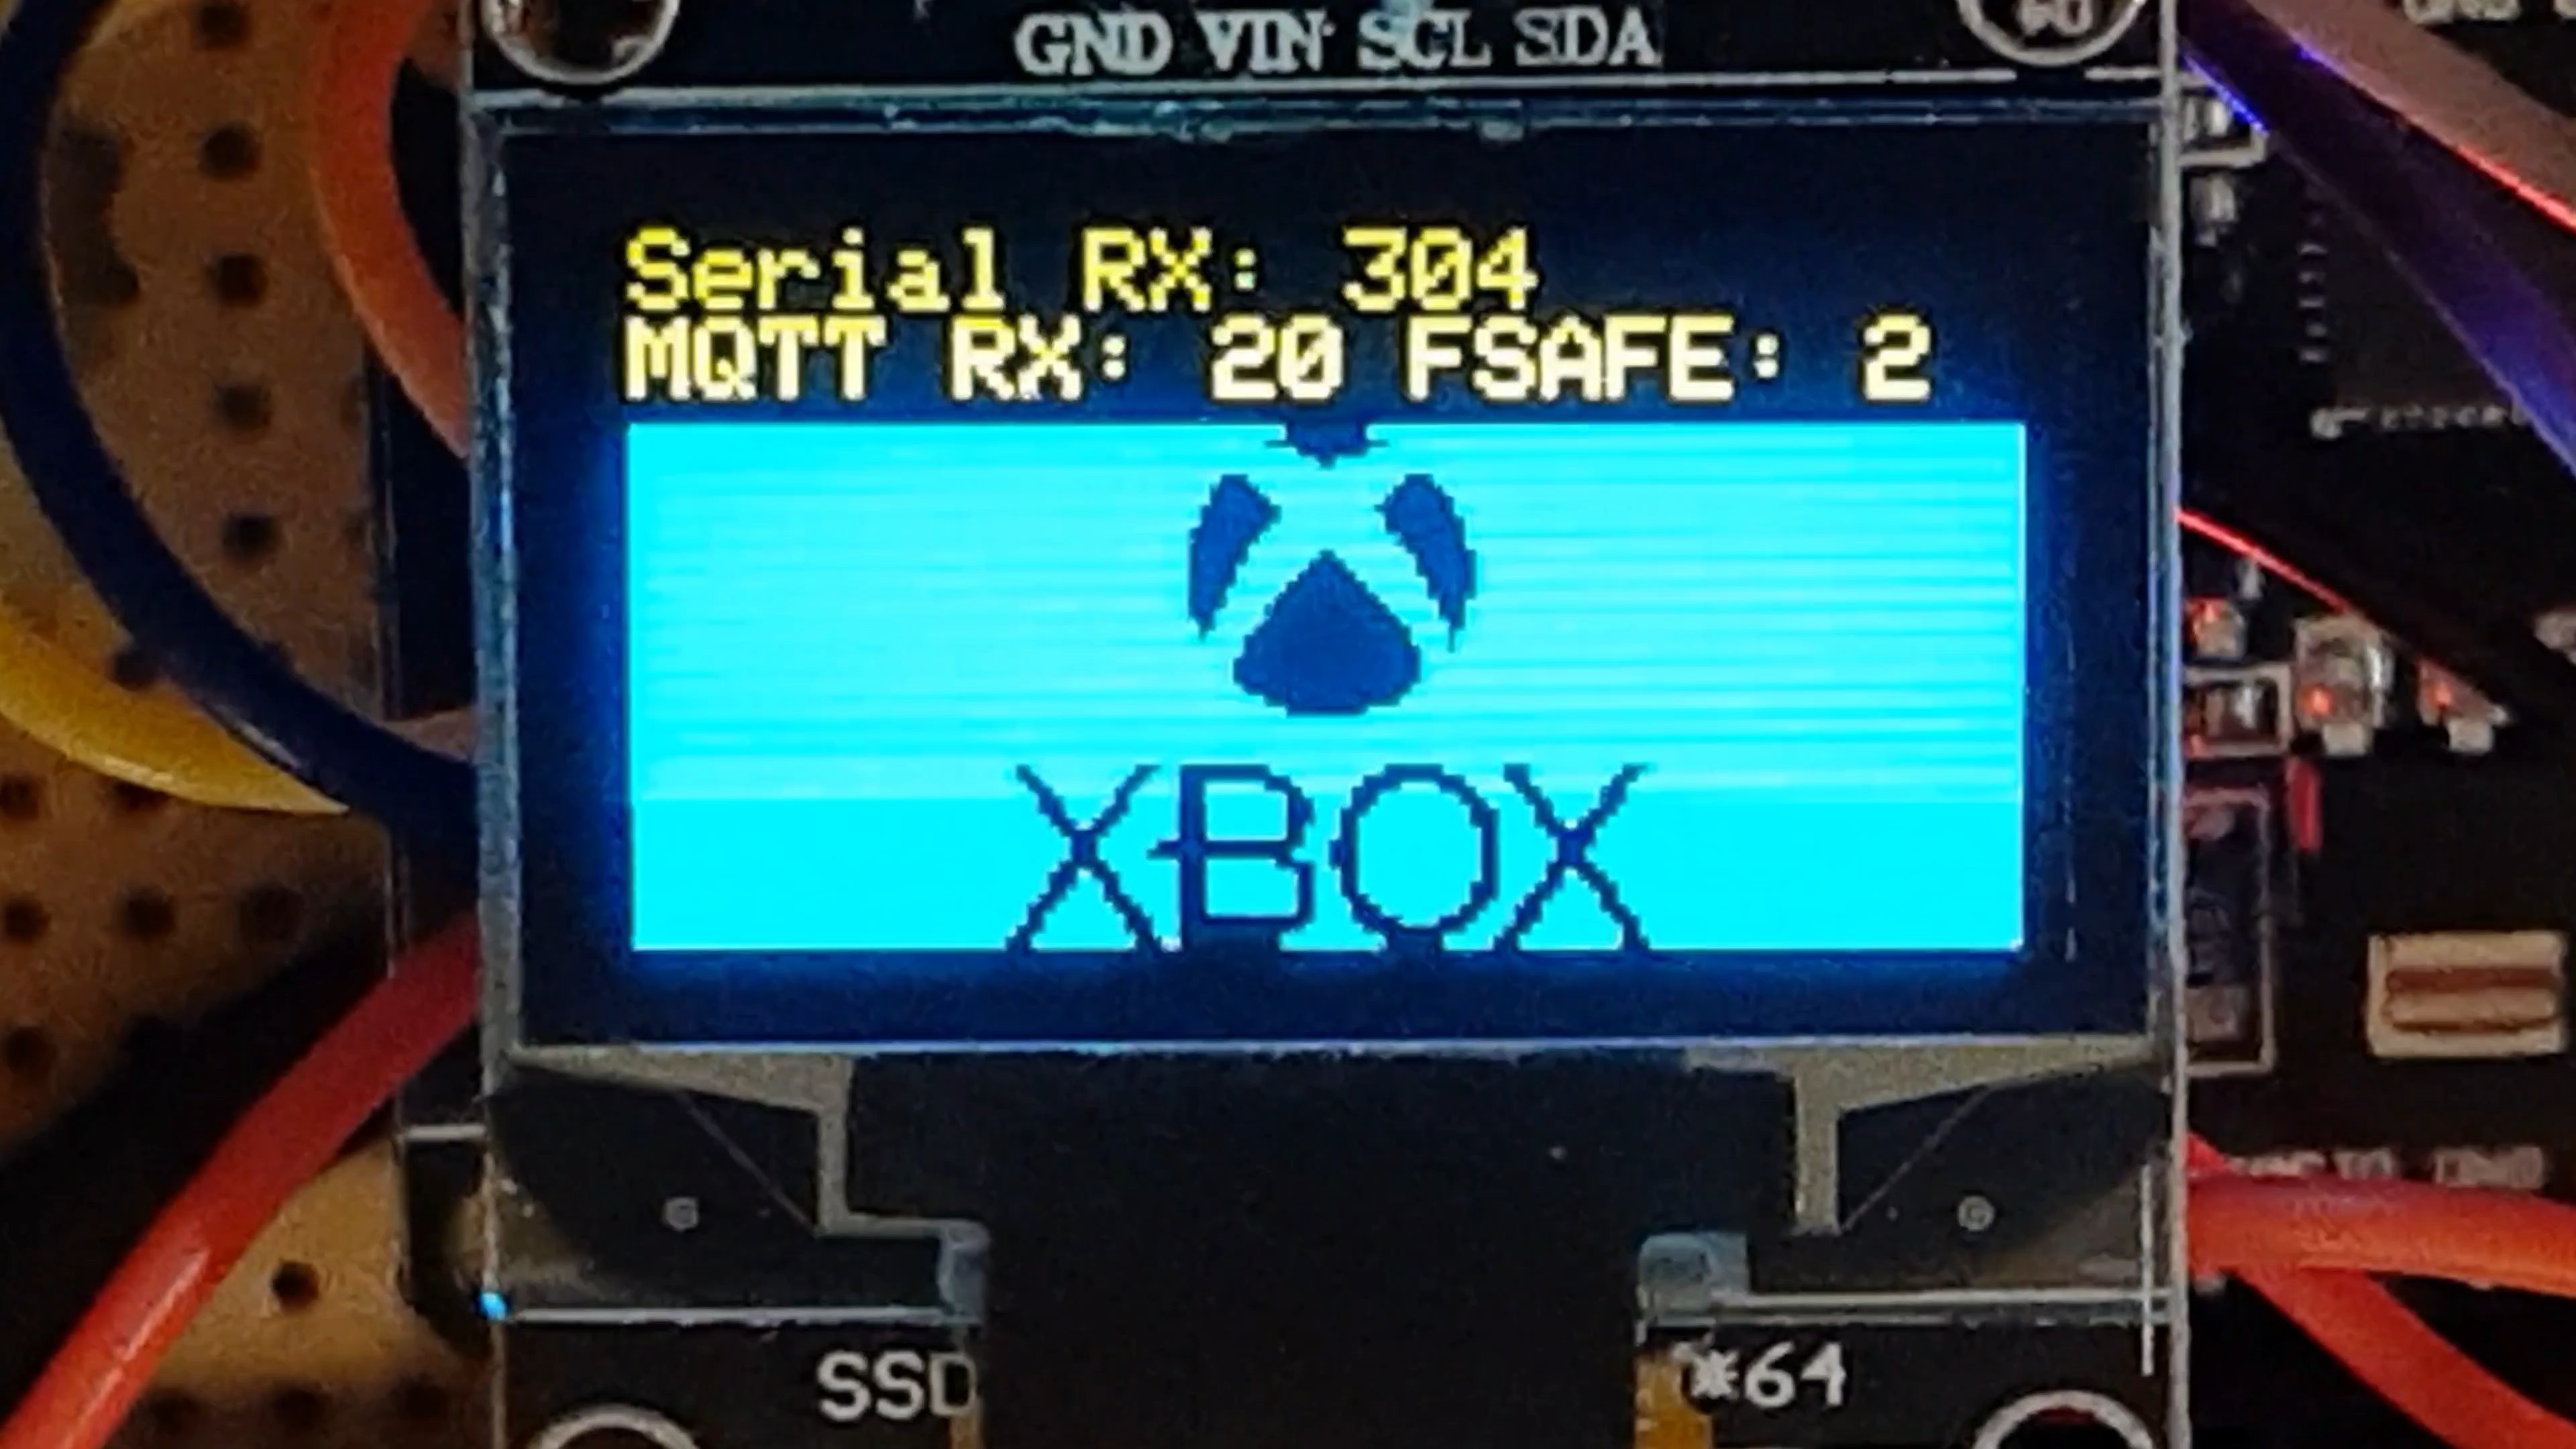 GND VIN SCL SDA
Serial RX: 304
MQTT RX: 20 FSAFE: 2
XBOX
SSD
*64